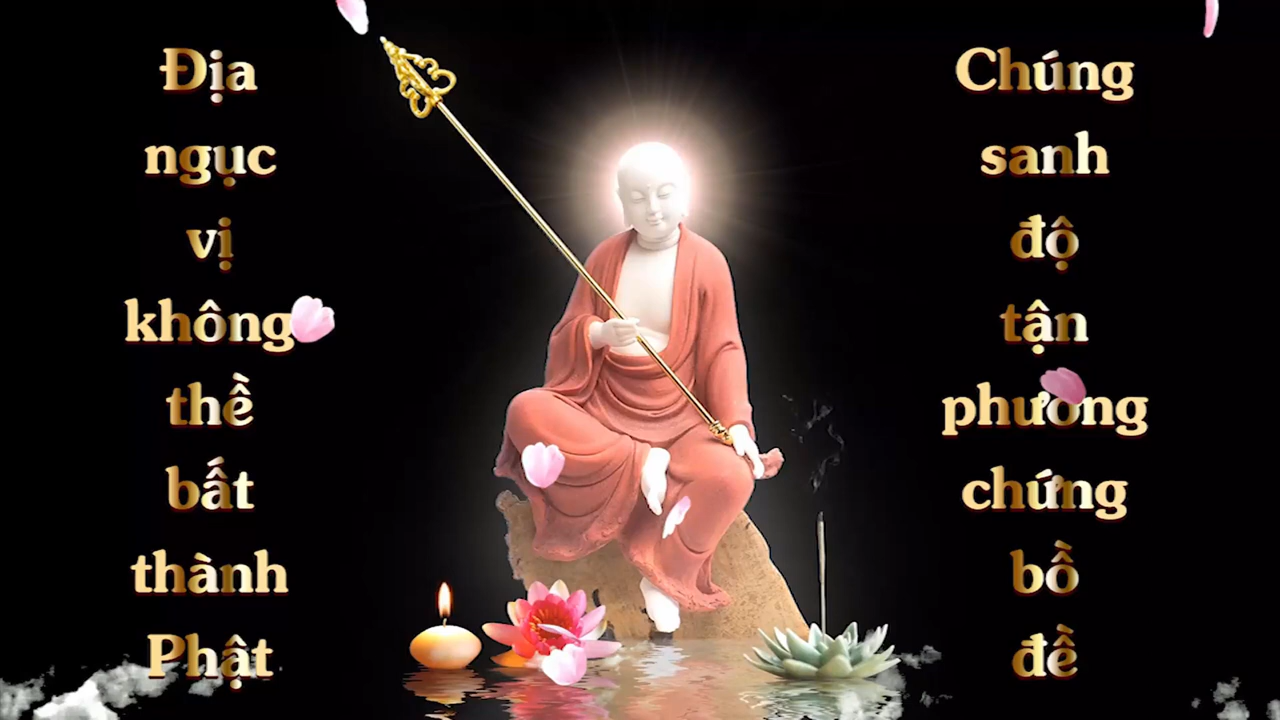 Địa
ngục
vị
không
thề
bất
thành
Phật
Chúng
sanh
độ
tận
phương
chứng
bồ
đề